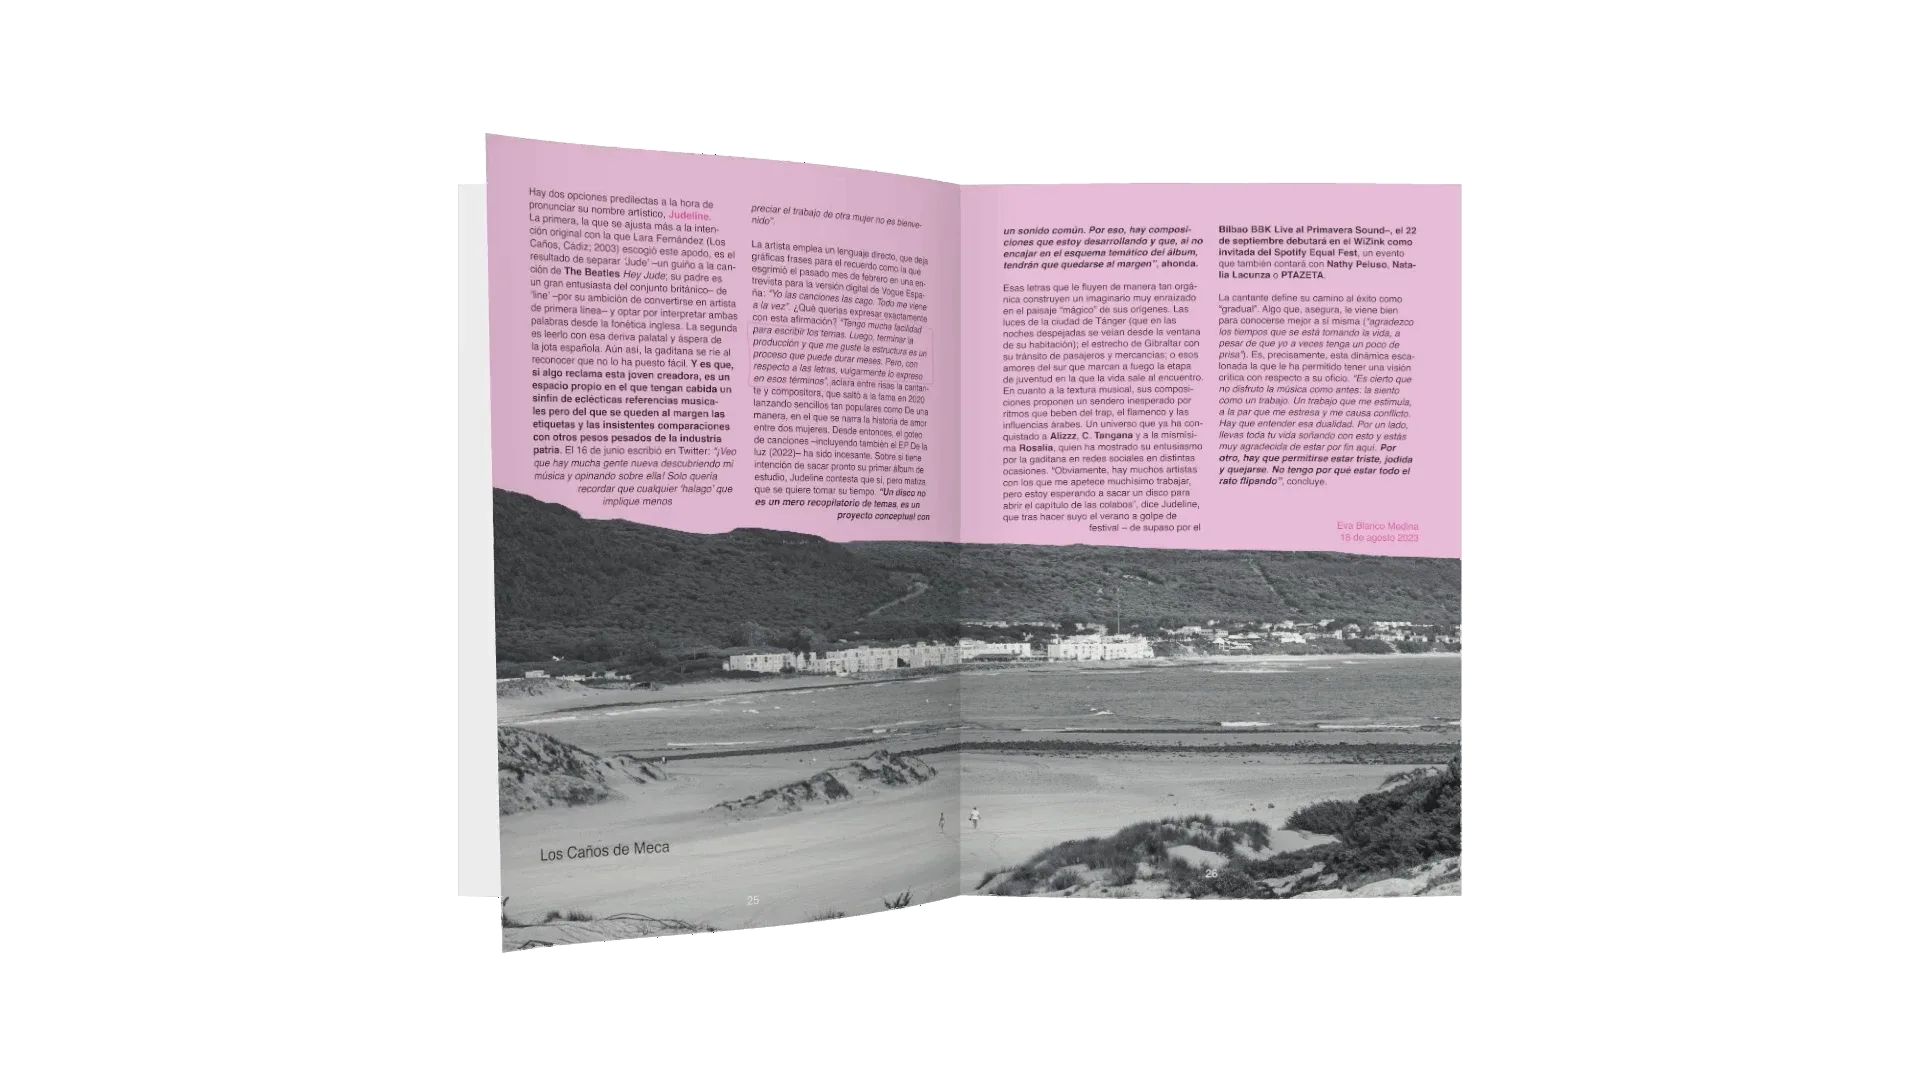 Hay dos opciones predilectas a la hora de
pronunciar su nombre artístico, Judeline.
La primera, la que se ajusta más a la inten-
ción original con la que Lara Fernández (Los
Caños, Cádiz; 2003) escogió este apodo, es el
resultado de separar 'Jude' –un guiño a la can-
ción de The Beatles Hey Jude; su padre es
un gran entusiasta del conjunto británico– de
'line' –por su ambición de convertirse en artista
de primera línea– y optar por interpretar ambas
palabras desde la fonética inglesa. La segunda
es leerlo con esa deriva palatal y áspera de
la jota española. Aún así, la gaditana se ríe al
reconocer que no lo ha puesto fácil. Y es que,
si algo reclama esta joven creadora, es un
espacio propio en el que tengan cabida un
sinfín de eclécticas referencias musica-
les pero del que se queden al margen las
etiquetas y las insistentes comparaciones
con otros pesos pesados de la industria
patria. El 16 de junio escribió en Twitter: "¡Veo
que hay mucha gente nueva descubriendo mi
música y opinando sobre ella! Solo quería
recordar que cualquier 'halago' que
implique menos
preciar el trabajo de otra mujer no es bienve-
nido".
La artista emplea un lenguaje directo, que deja
gráficas frases para el recuerdo como la que
esgrimió el pasado mes de febrero en una en-
trevista para la versión digital de Vogue Espa-
ña: "Yo las canciones las cago. Todo me viene
a la vez". ¿Qué querías expresar exactamente
con esta afirmación? "Tengo mucha facilidad
para escribir los temas. Luego, terminar la
producción y que me guste la estructura es un
proceso que puede durar meses. Pero, con
respecto a las letras, vulgarmente lo expreso
en esos términos", aclara entre risas la cantan-
te y compositora, que saltó a la fama en 2020
lanzando sencillos tan populares como De una
manera, en el que se narra la historia de amor
entre dos mujeres. Desde entonces, el goteo
de canciones –incluyendo también el EP De la
luz (2022)– ha sido incesante. Sobre si tiene
intención de sacar pronto su primer álbum de
estudio, Judeline contesta que sí, pero matiza
que se quiere tomar su tiempo. "Un disco no
es un mero recopilatorio de temas, es un
proyecto conceptual con
Los Caños de Meca
25
un sonido común. Por eso, hay composi-
ciones que estoy desarrollando y que, al no
encajar en el esquema temático del álbum,
tendrán que quedarse al margen", ahonda.
Esas letras que le fluyen de manera tan orgá-
nica construyen un imaginario muy enraizado
en el paisaje "mágico" de sus orígenes. Las
luces de la ciudad de Tánger (que en las
noches despejadas se veían desde la ventana
de su habitación); el estrecho de Gibraltar con
su tránsito de pasajeros y mercancías; o esos
amores del sur que marcan a fuego la etapa
de juventud en la que la vida sale al encuentro.
En cuanto a la textura musical, sus composi-
ciones proponen un sendero inesperado por
ritmos que beben del trap, el flamenco y las
influencias árabes. Un universo que ya ha con-
quistado a Alizzz, C. Tangana y a la mismísi-
ma Rosalía, quien ha mostrado su entusiasmo
por la gaditana en redes sociales en distintas
ocasiones. "Obviamente, hay muchos artistas
con los que me apetece muchísimo trabajar,
pero estoy esperando a sacar un disco para
abrir el capítulo de las colabos", dice Judeline,
que tras hacer suyo el verano a golpe de
festival – de supaso por el
Bilbao BBK Live al Primavera Sound–, el 22
de septiembre debutará en el WiZink como
invitada del Spotify Equal Fest, un evento
que también contará con Nathy Peluso, Nata-
lia Lacunza o PTAZETA.
La cantante define su camino al éxito como
"gradual". Algo que, asegura, le viene bien
para conocerse mejor a sí misma ("agradezco
los tiempos que se está tomando la vida, a
pesar de que yo a veces tenga un poco de
prisa"). Es, precisamente, esta dinámica esca-
lonada la que le ha permitido tener una visión
crítica con respecto a su oficio. "Es cierto que
no disfruto la música como antes: la siento
como un trabajo. Un trabajo que me estimula,
a la par que me estresa y me causa conflicto.
Hay que entender esa dualidad. Por un lado,
llevas toda tu vida soñando con esto y estás
muy agradecida de estar por fin aquí. Por
otro, hay que permitirse estar triste, jodida
y quejarse. No tengo por qué estar todo el
rato flipando", concluye.
Eva Blanco Medina
18 de agosto 2023
26